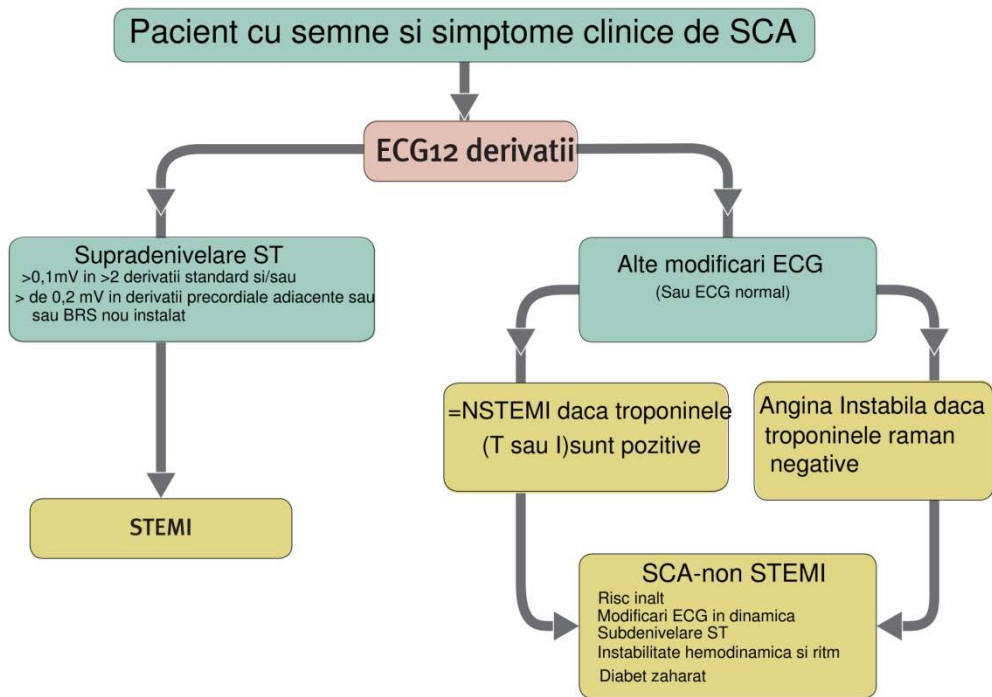 Pacient cu semne si simptome clinice de SCA
ECG12 derivatii
Supradenivelare ST
>0,1mV in >2 derivatii standard si/sau
> de 0,2 mV in derivatii precordiale adiacente sau
sau BRS nou instalat
Alte modificari ECG
(Sau ECG normal)
=NSTEMI daca troponinele
(T sau I)sunt pozitive
Angina Instabila daca
troponinele raman
negative
STEMI
SCA-non STEMI
Risc inalt
Modificari ECG in dinamica
Subdenivelare ST
Instabilitate hemodinamica si ritm
Diabet zaharat